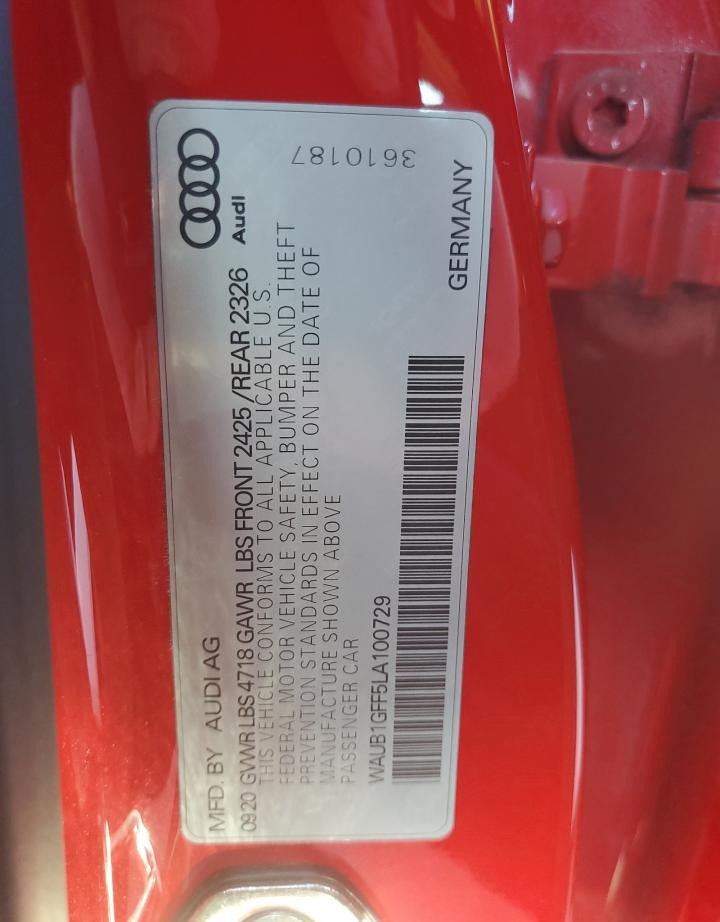 MFD. BY AUDI AG
Audi
09 20 GVWR LBS 4718 GAWR LBS FRONT 2425 / REAR 2326
THIS VEHICLE CONFORMS TO ALL APPLICABLE U.S.
FEDERAL MOTOR VEHICLE SAFETY, BUMPER AND THEFT
PREVENTION STANDARDS IN EFFECT ON THE DATE OF
MANUFACTURE SHOWN ABOVE
PASSENGER CAR
3610187
WAUB1GFF5LA100729
GERMANY